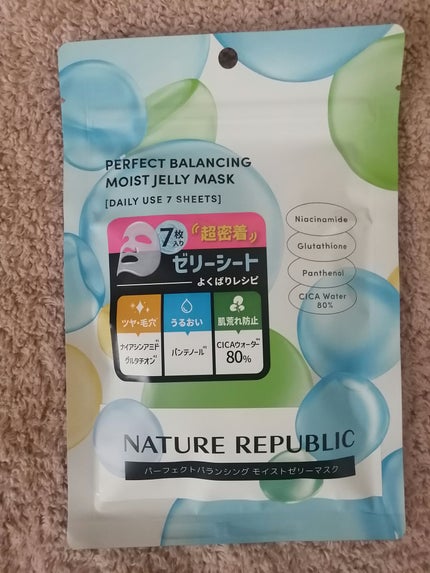 PERFECT BALANCING
MOIST JELLY MASK
[DAILY USE 7 SHEETS]
Niacinamide
Glutathione
Panthenol
CICA Water
80%
7枚
入り
超密着
ゼリーシート
よくばりレシピ
ツヤ・毛穴
ナイアシンアミド
グルタチオン
うるおい
パンテノール
肌荒れ防止
CICAウォーター
80%
NATURE REPUBLIC
パーフェクトバランシング モイストゼリーマスク